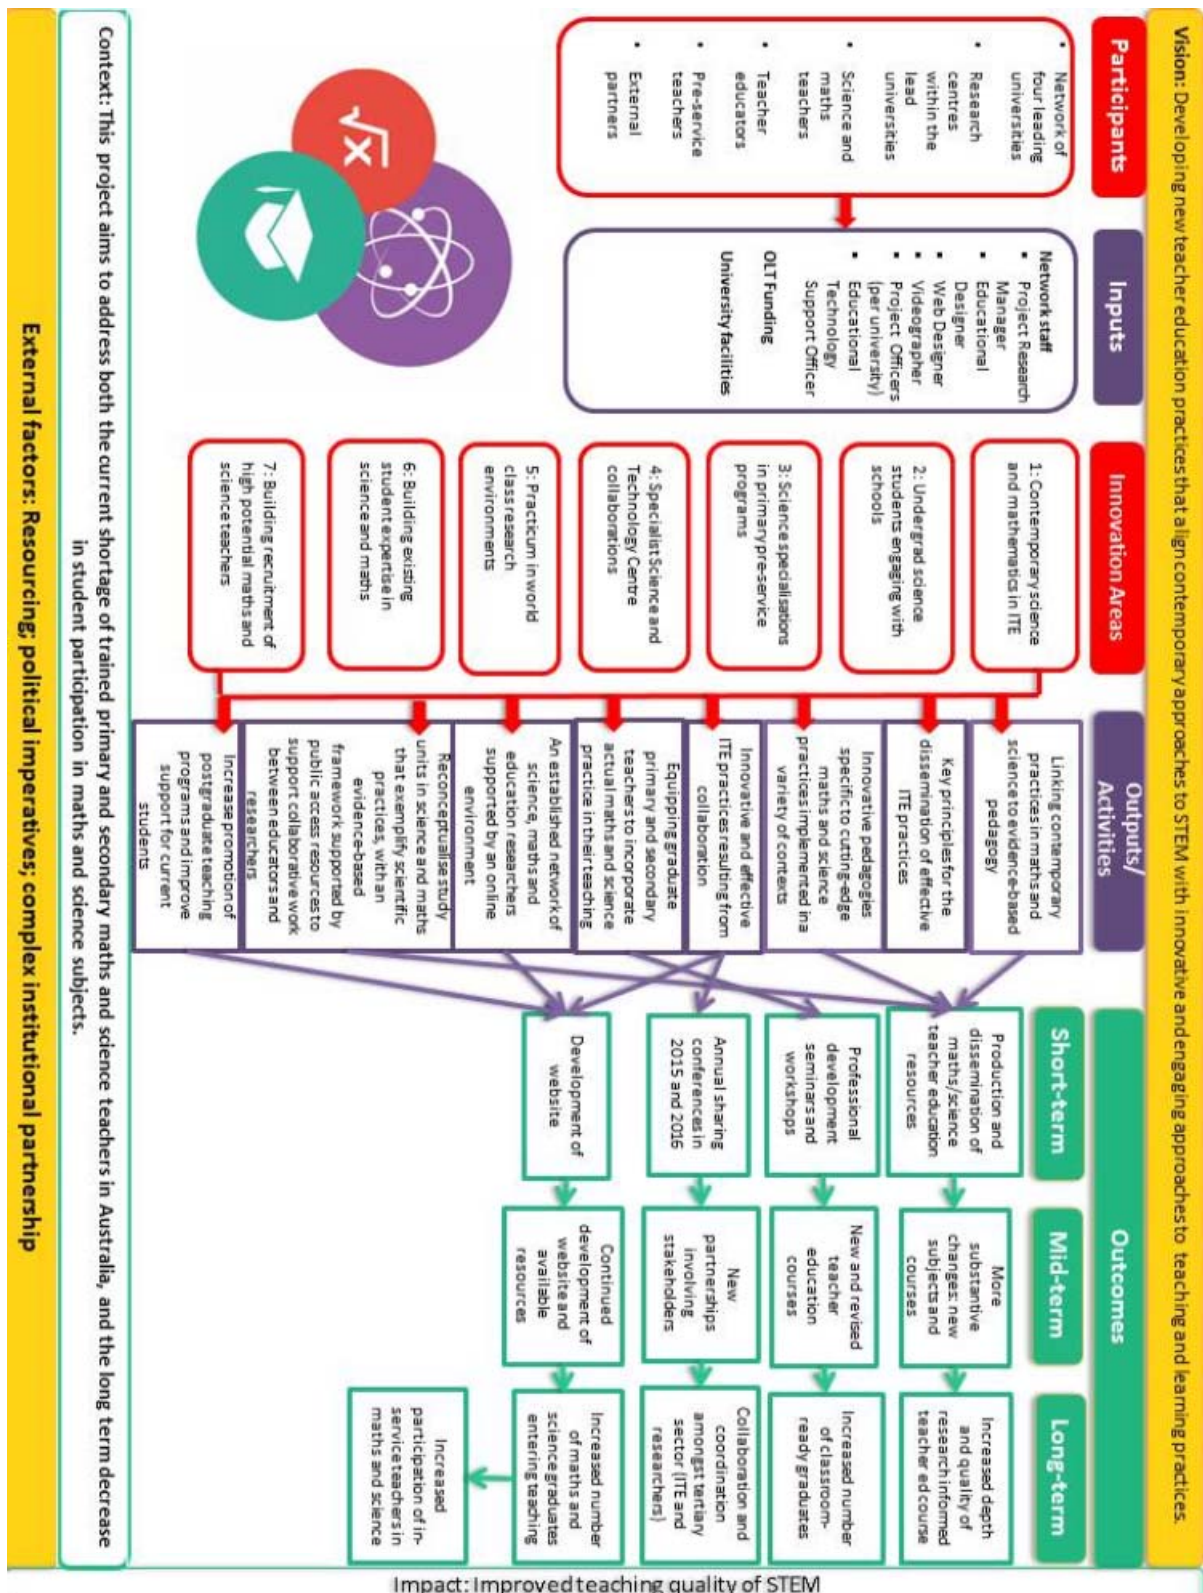 Vision: Developing new teacher education practices that align contemporary approaches to STEM with innovative and engaging approaches to teaching and learning practices.
Participants
• Network of
four leading
universities
• Research
centres
within the
lead
universities
• Science and
maths
teachers
• Teacher
educators
• Pre-service
teachers
• External
partners
Inputs
Network staff
▪ Project Research
Manager
▪ Educational
Designer
▪ Web Designer
▪ Videographer
▪ Project Officers
(per university)
▪ Educational
Technology
Support Officer
OLT Funding
University facilities
Innovation Areas
1: Contemporary science
and mathematics in ITE
2: Undergrad science
students engaging with
schools
3: Science specialisations
in primary pre-service
programs
4: Specialist Science and
Technology Centre
collaborations
5: Practicum in world
class research
environments
6: Building existing
student expertise in
science and maths
7: Building recruitment of
high potential maths and
science teachers
Outputs/
Activities
Linking contemporary
practices in maths and
science to evidence-based
pedagogy
Key principles for the
dissemination of effective
ITE practices
Innovative pedagogies
specific to cutting-edge
maths and science
practices implemented in a
variety of contexts
Innovative and effective
ITE practices resulting from
collaboration
Equipping graduate
primary and secondary
teachers to incorporate
actual maths and science
practice in their teaching
An established network of
science, maths and
education researchers
supported by an online
environment
Reconceptualise study
units in science and maths
that exemplify scientific
practices, with an
evidence-based
framework supported by
public access resources to
support collaborative work
between educators and
researchers
Increase promotion of
postgraduate teaching
programs and improve
support for current
students
Outcomes
Short-term
Production and
dissemination of
maths/science
teacher education
resources
Professional
development
seminars and
workshops
Annual sharing
conferences in
2015 and 2016
Development of
website
Mid-term
More
substantive
changes: new
subjects and
courses
New and revised
teacher
education
courses
New
partnerships
involving
stakeholders
Continued
development of
website and
available
resources
Long-term
Increased depth
and quality of
research informed
teacher ed course
Increased number
of classroom-
ready graduates
Collaboration and
coordination
amongst tertiary
sector (ITE and
researchers)
Increased number
of maths and
science graduates
entering teaching
Increased
participation of in-
service teachers in
maths and science
√x
Context: This project aims to address both the current shortage of trained primary and secondary maths and science teachers in Australia, and the long term decrease
in student participation in maths and science subjects.
External factors: Resourcing; political imperatives; complex institutional partnership
Impact: Improved teaching quality of STEM